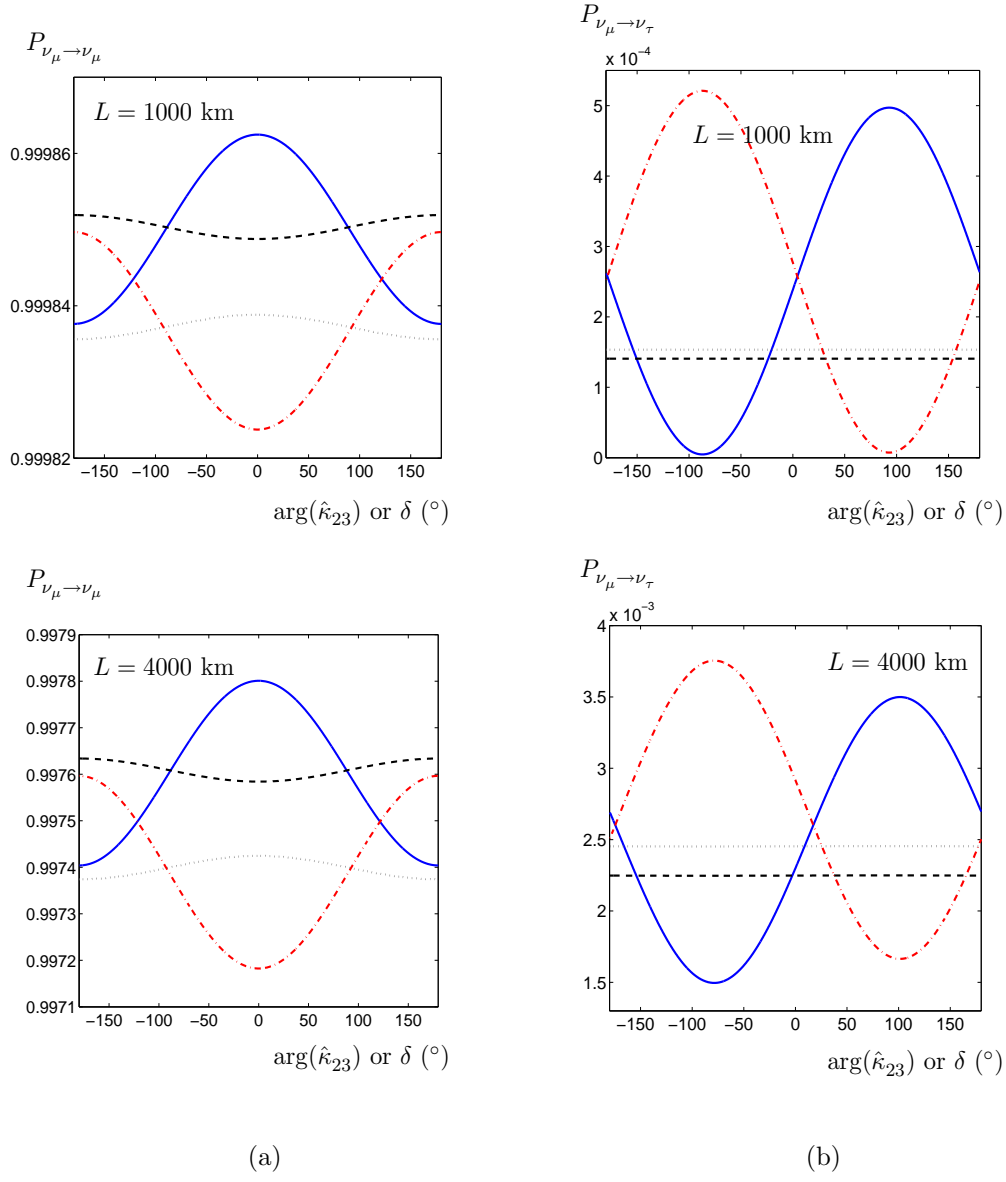 P_{ν_μ→ν_μ}
L = 1000 km
0.99986
0.99984
0.99982
−150 −100 −50 0 50 100 150
arg(κ̂_{23}) or δ (°)
P_{ν_μ→ν_τ}
x 10^{−4}
L = 1000 km
5
4
3
2
1
0
−150 −100 −50 0 50 100 150
arg(κ̂_{23}) or δ (°)
P_{ν_μ→ν_μ}
0.9979
L = 4000 km
0.9978
0.9977
0.9976
0.9975
0.9974
0.9973
0.9972
0.9971
−150 −100 −50 0 50 100 150
arg(κ̂_{23}) or δ (°)
P_{ν_μ→ν_τ}
x 10^{−3}
4
L = 4000 km
3.5
3
2.5
2
1.5
−150 −100 −50 0 50 100 150
arg(κ̂_{23}) or δ (°)
(a)
(b)